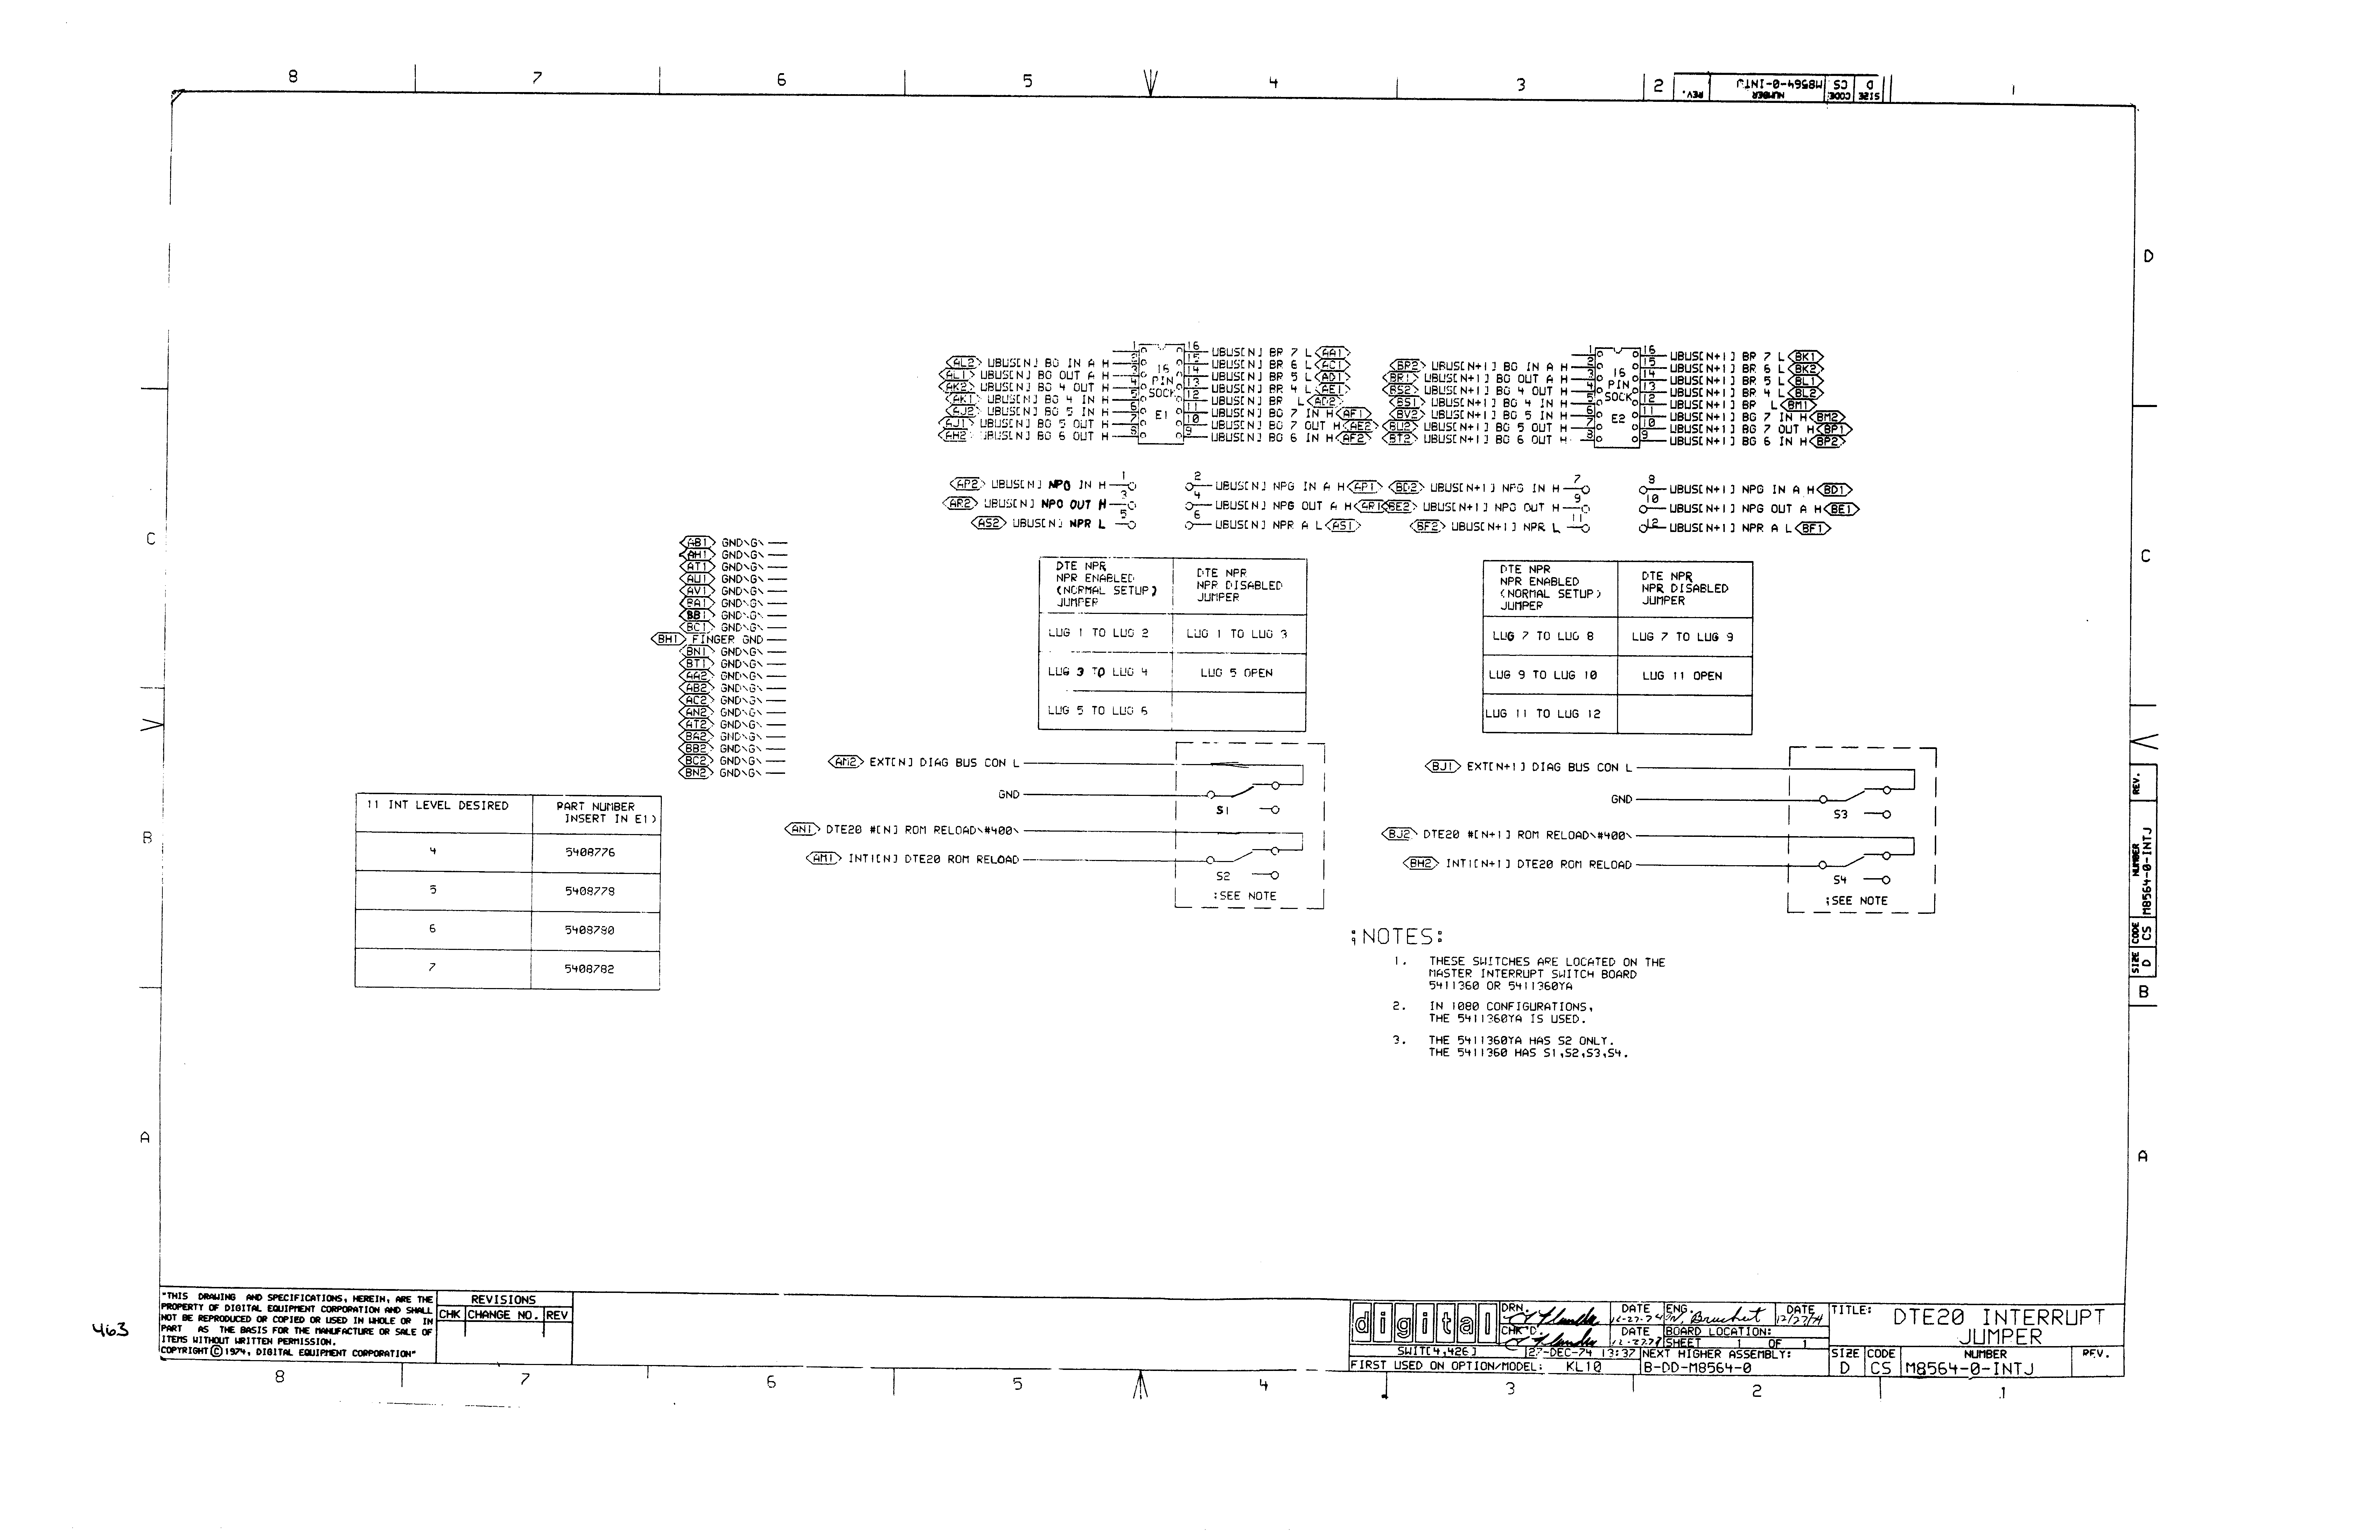 8 7 6 5 4 3 2 1
SIZE D CODE CS NUMBER M8564-0-INTJ REV.
D
C
B
A
AL2 UBUS[N] BG IN A H
AL1 UBUS[N] BG OUT A H
AK2 UBUS[N] BG 4 OUT H
AK1 UBUS[N] BG 4 IN H
AJ2 UBUS[N] BG 5 IN H
AJ1 UBUS[N] BG 5 OUT H
AH2 UBUS[N] BG 6 OUT H
1 2 3 4 5 6 7 8
16 PIN SOCK E1
16 15 14 13 12 11 10 9
UBUS[N] BR 7 L AA1
UBUS[N] BR 6 L AC1
UBUS[N] BR 5 L AD1
UBUS[N] BR 4 L AE1
UBUS[N] BR L AD2
UBUS[N] BG 7 IN H AF1
UBUS[N] BG 7 OUT H AE2
UBUS[N] BG 6 IN H AF2
BP2 UBUS[N+1] BG IN A H
BR1 UBUS[N+1] BG OUT A H
BS2 UBUS[N+1] BG 4 OUT H
BS1 UBUS[N+1] BG 4 IN H
BV2 UBUS[N+1] BG 5 IN H
BU2 UBUS[N+1] BG 5 OUT H
BT2 UBUS[N+1] BG 6 OUT H
1 2 3 4 5 6 7 8
16 PIN SOCK E2
16 15 14 13 12 11 10 9
UBUS[N+1] BR 7 L BK1
UBUS[N+1] BR 6 L BK2
UBUS[N+1] BR 5 L BL1
UBUS[N+1] BR 4 L BL2
UBUS[N+1] BR L BM1
UBUS[N+1] BG 7 IN H BM2
UBUS[N+1] BG 7 OUT H BP1
UBUS[N+1] BG 6 IN H BP2
AP2 UBUS[N] NPG IN H 1
2 UBUS[N] NPG IN A H AP1
AR2 UBUS[N] NPG OUT H 3
4 UBUS[N] NPG OUT A H AR1
AS2 UBUS[N] NPR L 5
6 UBUS[N] NPR A L AS1
BD2 UBUS[N+1] NPG IN H 7
8 UBUS[N+1] NPG IN A H BD1
BE2 UBUS[N+1] NPG OUT H 9
10 UBUS[N+1] NPG OUT A H BE1
BF2 UBUS[N+1] NPR L 11
12 UBUS[N+1] NPR A L BF1
AB1 GND\G\
AH1 GND\G\
AT1 GND\G\
AU1 GND\G\
AV1 GND\G\
BA1 GND\G\
BB1 GND\G\
BC1 GND\G\
BH1 FINGER GND
BN1 GND\G\
BT1 GND\G\
AA2 GND\G\
AB2 GND\G\
AC2 GND\G\
AN2 GND\G\
AT2 GND\G\
BA2 GND\G\
BB2 GND\G\
BC2 GND\G\
BN2 GND\G\
DTE NPR
NPR ENABLED
(NORMAL SETUP)
JUMPER
DTE NPR
NPR DISABLED
JUMPER
LUG 1 TO LUG 2 LUG 1 TO LUG 3
LUG 3 TO LUG 4 LUG 5 OPEN
LUG 5 TO LUG 6
DTE NPR
NPR ENABLED
(NORMAL SETUP)
JUMPER
DTE NPR
NPR DISABLED
JUMPER
LUG 7 TO LUG 8 LUG 7 TO LUG 9
LUG 9 TO LUG 10 LUG 11 OPEN
LUG 11 TO LUG 12
AM2 EXT[N] DIAG BUS CON L
GND
S1
AN1 DTE20 #[N] ROM RELOAD\#400\
AM1 INT1[N] DTE20 ROM RELOAD
S2
;SEE NOTE
BJ1 EXT[N+1] DIAG BUS CON L
GND
S3
BJ2 DTE20 #[N+1] ROM RELOAD\#400\
BH2 INT1[N+1] DTE20 ROM RELOAD
S4
;SEE NOTE
11 INT LEVEL DESIRED
PART NUMBER
INSERT IN E1)
4 5408776
5 5408778
6 5408780
7 5408782
;NOTES:
1. THESE SWITCHES ARE LOCATED ON THE
MASTER INTERRUPT SWITCH BOARD
5411360 OR 5411360YA
2. IN 1080 CONFIGURATIONS,
THE 5411360YA IS USED.
3. THE 5411360YA HAS S2 ONLY.
THE 5411360 HAS S1,S2,S3,S4.
SIZE D CODE CS NUMBER M8564-0-INTJ REV.
D
C
B
A
463
"THIS DRAWING AND SPECIFICATIONS, HEREIN, ARE THE
PROPERTY OF DIGITAL EQUIPMENT CORPORATION AND SHALL
NOT BE REPRODUCED OR COPIED OR USED IN WHOLE OR IN
PART AS THE BASIS FOR THE MANUFACTURE OR SALE OF
ITEMS WITHOUT WRITTEN PERMISSION.
COPYRIGHT © 1974, DIGITAL EQUIPMENT CORPORATION"
REVISIONS
CHK CHANGE NO. REV
digital
DRN. DATE
ENG. Bruckert DATE 12/27/74
CHK'D. DATE
BOARD LOCATION:
SHEET 1 OF 1
SWIT[4,426] 27-DEC-74 13:37
NEXT HIGHER ASSEMBLY:
FIRST USED ON OPTION/MODEL: KL10
B-DD-M8564-0
TITLE: DTE20 INTERRUPT
JUMPER
SIZE CODE NUMBER REV.
D CS M8564-0-INTJ
8 7 6 5 4 3 2 1